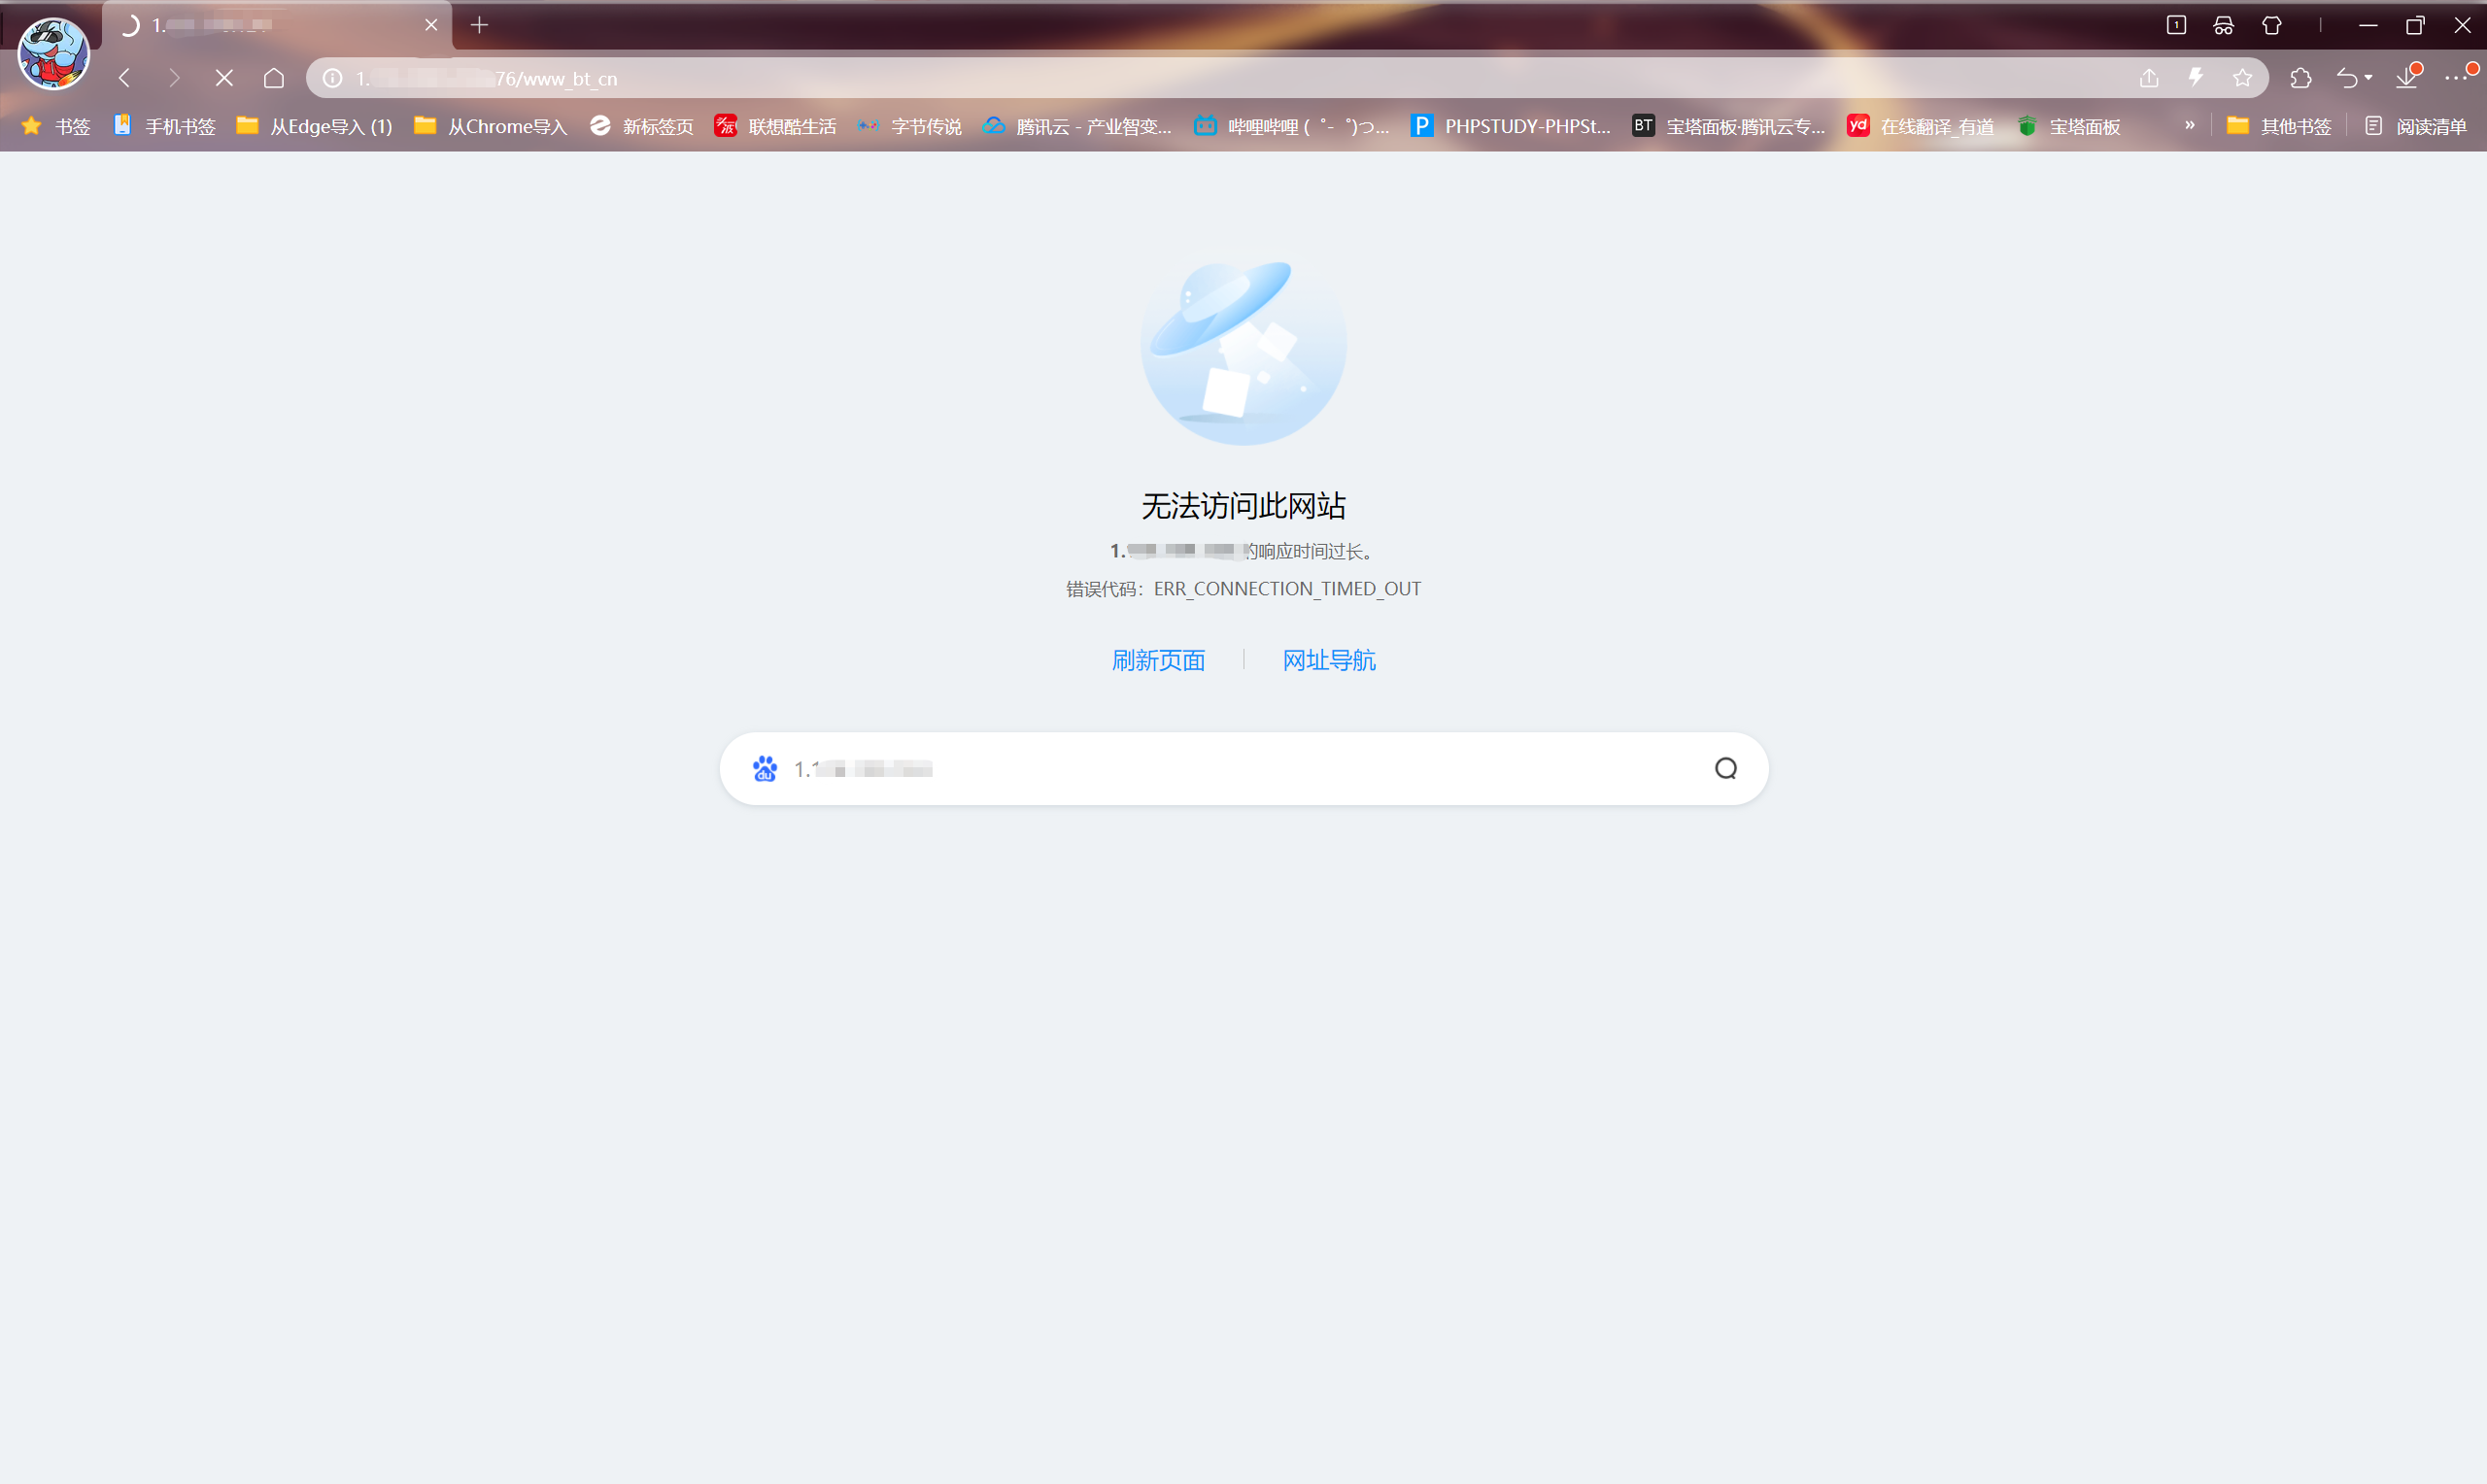 1.
1
1. 76/www_bt_cn
书签 手机书签 从Edge导入 (1) 从Chrome导入 新标签页 联想酷生活 字节传说 腾讯云 - 产业智变... 哔哩哔哩 (゜-゜)つ... P PHPSTUDY-PHPSt... BT 宝塔面板·腾讯云专... yd 在线翻译_有道 宝塔面板 » 其他书签 阅读清单
无法访问此网站
1. 的响应时间过长。
错误代码：ERR_CONNECTION_TIMED_OUT
刷新页面 | 网址导航
du 1.